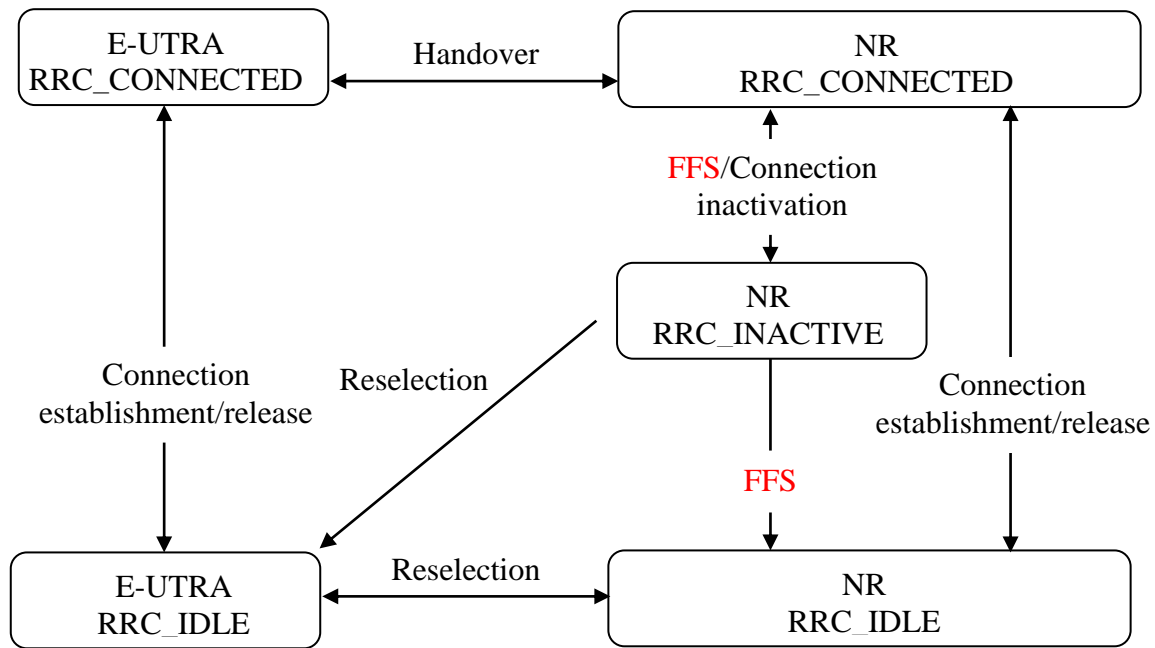 E-UTRA
RRC_CONNECTED
Handover
NR
RRC_CONNECTED
FFS/Connection
inactivation
NR
RRC_INACTIVE
Connection
establishment/release
Reselection
Connection
establishment/release
FFS
E-UTRA
RRC_IDLE
Reselection
NR
RRC_IDLE